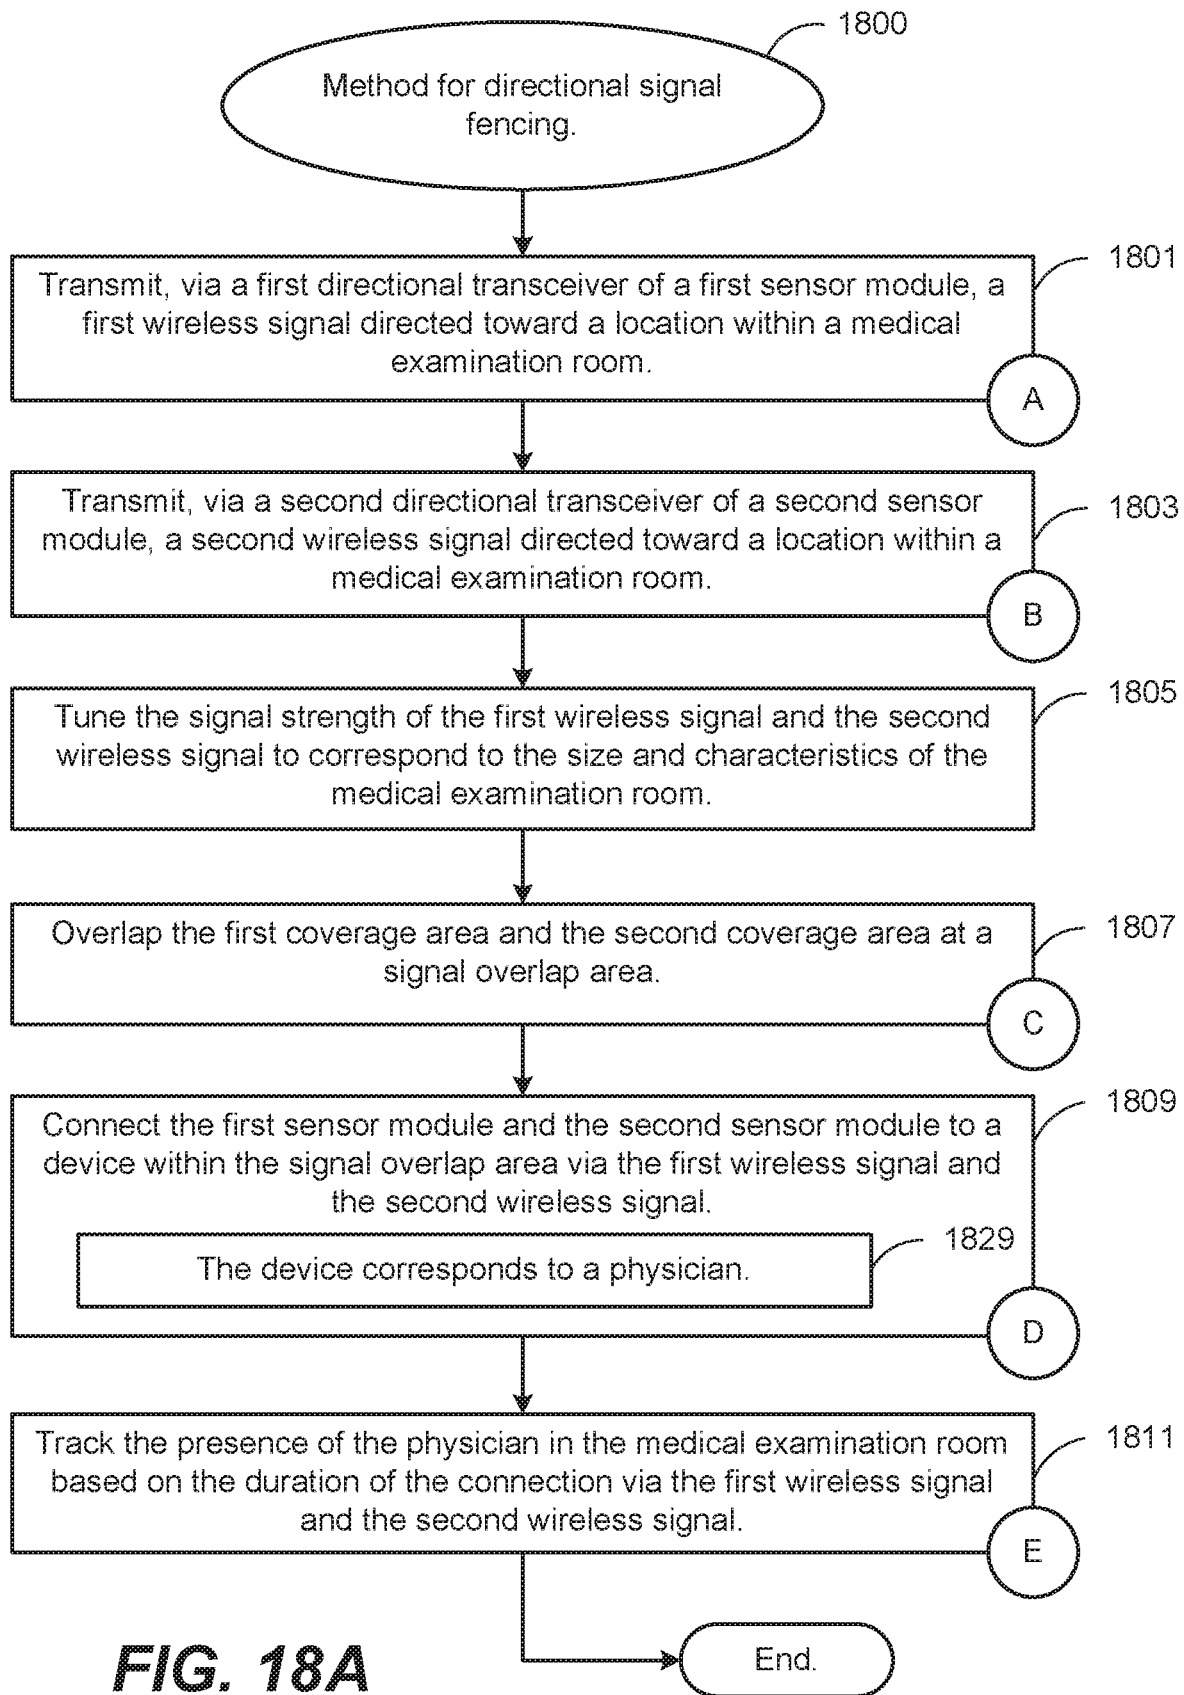 1800
Method for directional signal
fencing.
1801
Transmit, via a first directional transceiver of a first sensor module, a
first wireless signal directed toward a location within a medical
examination room.
A
1803
Transmit, via a second directional transceiver of a second sensor
module, a second wireless signal directed toward a location within a
medical examination room.
B
1805
Tune the signal strength of the first wireless signal and the second
wireless signal to correspond to the size and characteristics of the
medical examination room.
1807
Overlap the first coverage area and the second coverage area at a
signal overlap area.
C
1809
Connect the first sensor module and the second sensor module to a
device within the signal overlap area via the first wireless signal and
the second wireless signal.
1829
The device corresponds to a physician.
D
1811
Track the presence of the physician in the medical examination room
based on the duration of the connection via the first wireless signal
and the second wireless signal.
E
End.
FIG. 18A